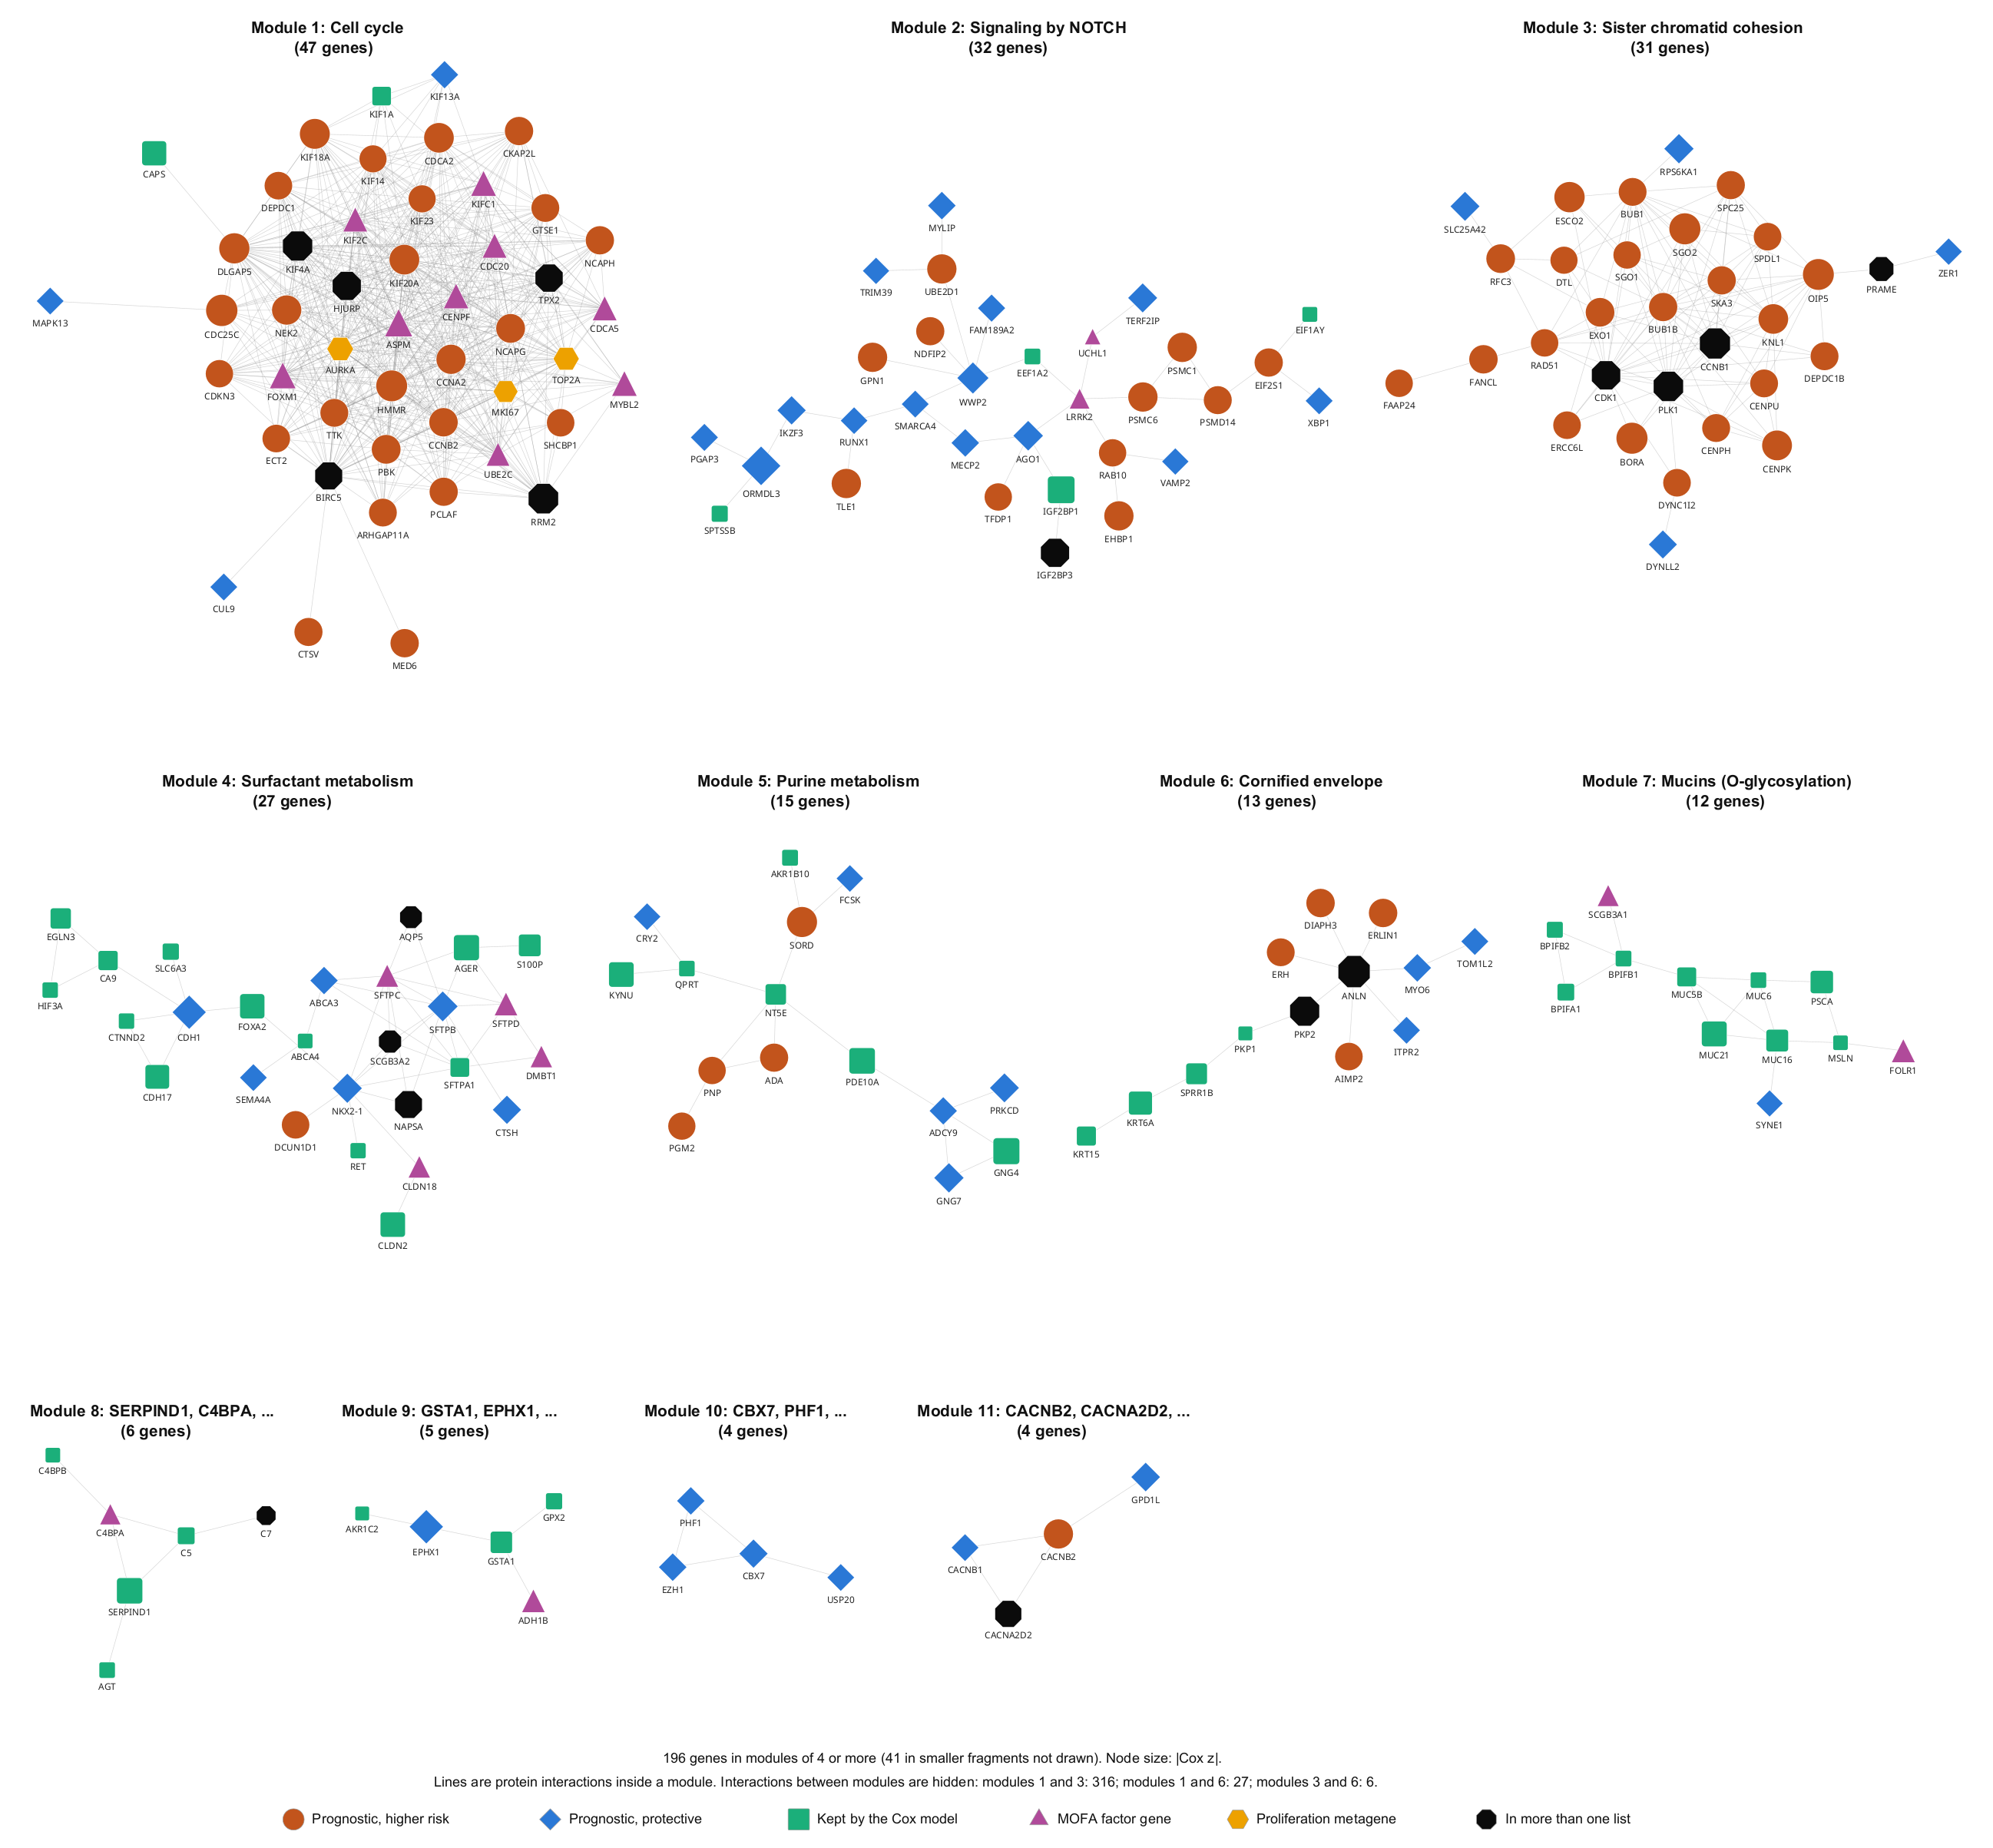 Module 1: Cell cycle
(47 genes)
KIF13A
KIF1A
KIF18A
CDCA2
CKAP2L
CAPS
KIF14
DEPDC1
KIFC1
KIF23
GTSE1
KIF2C
NCAPH
DLGAP5
KIF4A
CDC20
KIF20A
TPX2
HJURP
MAPK13
CENPF
CDCA5
CDC25C
NEK2
ASPM
NCAPG
AURKA
TOP2A
CCNA2
CDKN3
FOXM1
MYBL2
HMMR
MKI67
TTK
CCNB2
SHCBP1
ECT2
PBK
UBE2C
BIRC5
PCLAF
RRM2
ARHGAP11A
CUL9
CTSV
MED6
Module 2: Signaling by NOTCH
(32 genes)
MYLIP
TRIM39
UBE2D1
FAM189A2
TERF2IP
EIF1AY
NDFIP2
UCHL1
GPN1
EEF1A2
PSMC1
EIF2S1
WWP2
IKZF3
SMARCA4
LRRK2
PSMC6
PSMD14
XBP1
RUNX1
PGAP3
MECP2
AGO1
ORMDL3
RAB10
VAMP2
TLE1
TFDP1
IGF2BP1
SPTSSB
EHBP1
IGF2BP3
Module 3: Sister chromatid cohesion
(31 genes)
RPS6KA1
SLC25A42
ESCO2
BUB1
SPC25
SGO2
SPDL1
ZER1
RFC3
DTL
SGO1
SKA3
OIP5
PRAME
EXO1
BUB1B
KNL1
RAD51
CCNB1
DEPDC1B
FANCL
FAAP24
CDK1
PLK1
CENPU
ERCC6L
BORA
CENPH
CENPK
DYNC1I2
DYNLL2
Module 4: Surfactant metabolism
(27 genes)
EGLN3
AQP5
AGER
S100P
SLC6A3
CA9
HIF3A
ABCA3
SFTPC
SFTPB
SFTPD
CTNND2
CDH1
FOXA2
ABCA4
SCGB3A2
SFTPA1
DMBT1
CDH17
SEMA4A
NKX2-1
NAPSA
CTSH
DCUN1D1
RET
CLDN18
CLDN2
Module 5: Purine metabolism
(15 genes)
AKR1B10
FCSK
CRY2
SORD
KYNU
QPRT
NT5E
PNP
ADA
PDE10A
PGM2
ADCY9
PRKCD
GNG4
GNG7
Module 6: Cornified envelope
(13 genes)
DIAPH3
ERLIN1
ERH
ANLN
MYO6
TOM1L2
PKP2
ITPR2
PKP1
AIMP2
SPRR1B
KRT6A
KRT15
Module 7: Mucins (O-glycosylation)
(12 genes)
SCGB3A1
BPIFB2
BPIFB1
BPIFA1
MUC5B
MUC6
PSCA
MUC21
MUC16
MSLN
FOLR1
SYNE1
Module 8: SERPIND1, C4BPA, ...
(6 genes)
C4BPB
C4BPA
C5
C7
SERPIND1
AGT
Module 9: GSTA1, EPHX1, ...
(5 genes)
AKR1C2
EPHX1
GPX2
GSTA1
ADH1B
Module 10: CBX7, PHF1, ...
(4 genes)
PHF1
EZH1
CBX7
USP20
Module 11: CACNB2, CACNA2D2, ...
(4 genes)
GPD1L
CACNB1
CACNB2
CACNA2D2
196 genes in modules of 4 or more (41 in smaller fragments not drawn). Node size: |Cox z|.
Lines are protein interactions inside a module. Interactions between modules are hidden: modules 1 and 3: 316; modules 1 and 6: 27; modules 3 and 6: 6.
Prognostic, higher risk
Prognostic, protective
Kept by the Cox model
MOFA factor gene
Proliferation metagene
In more than one list